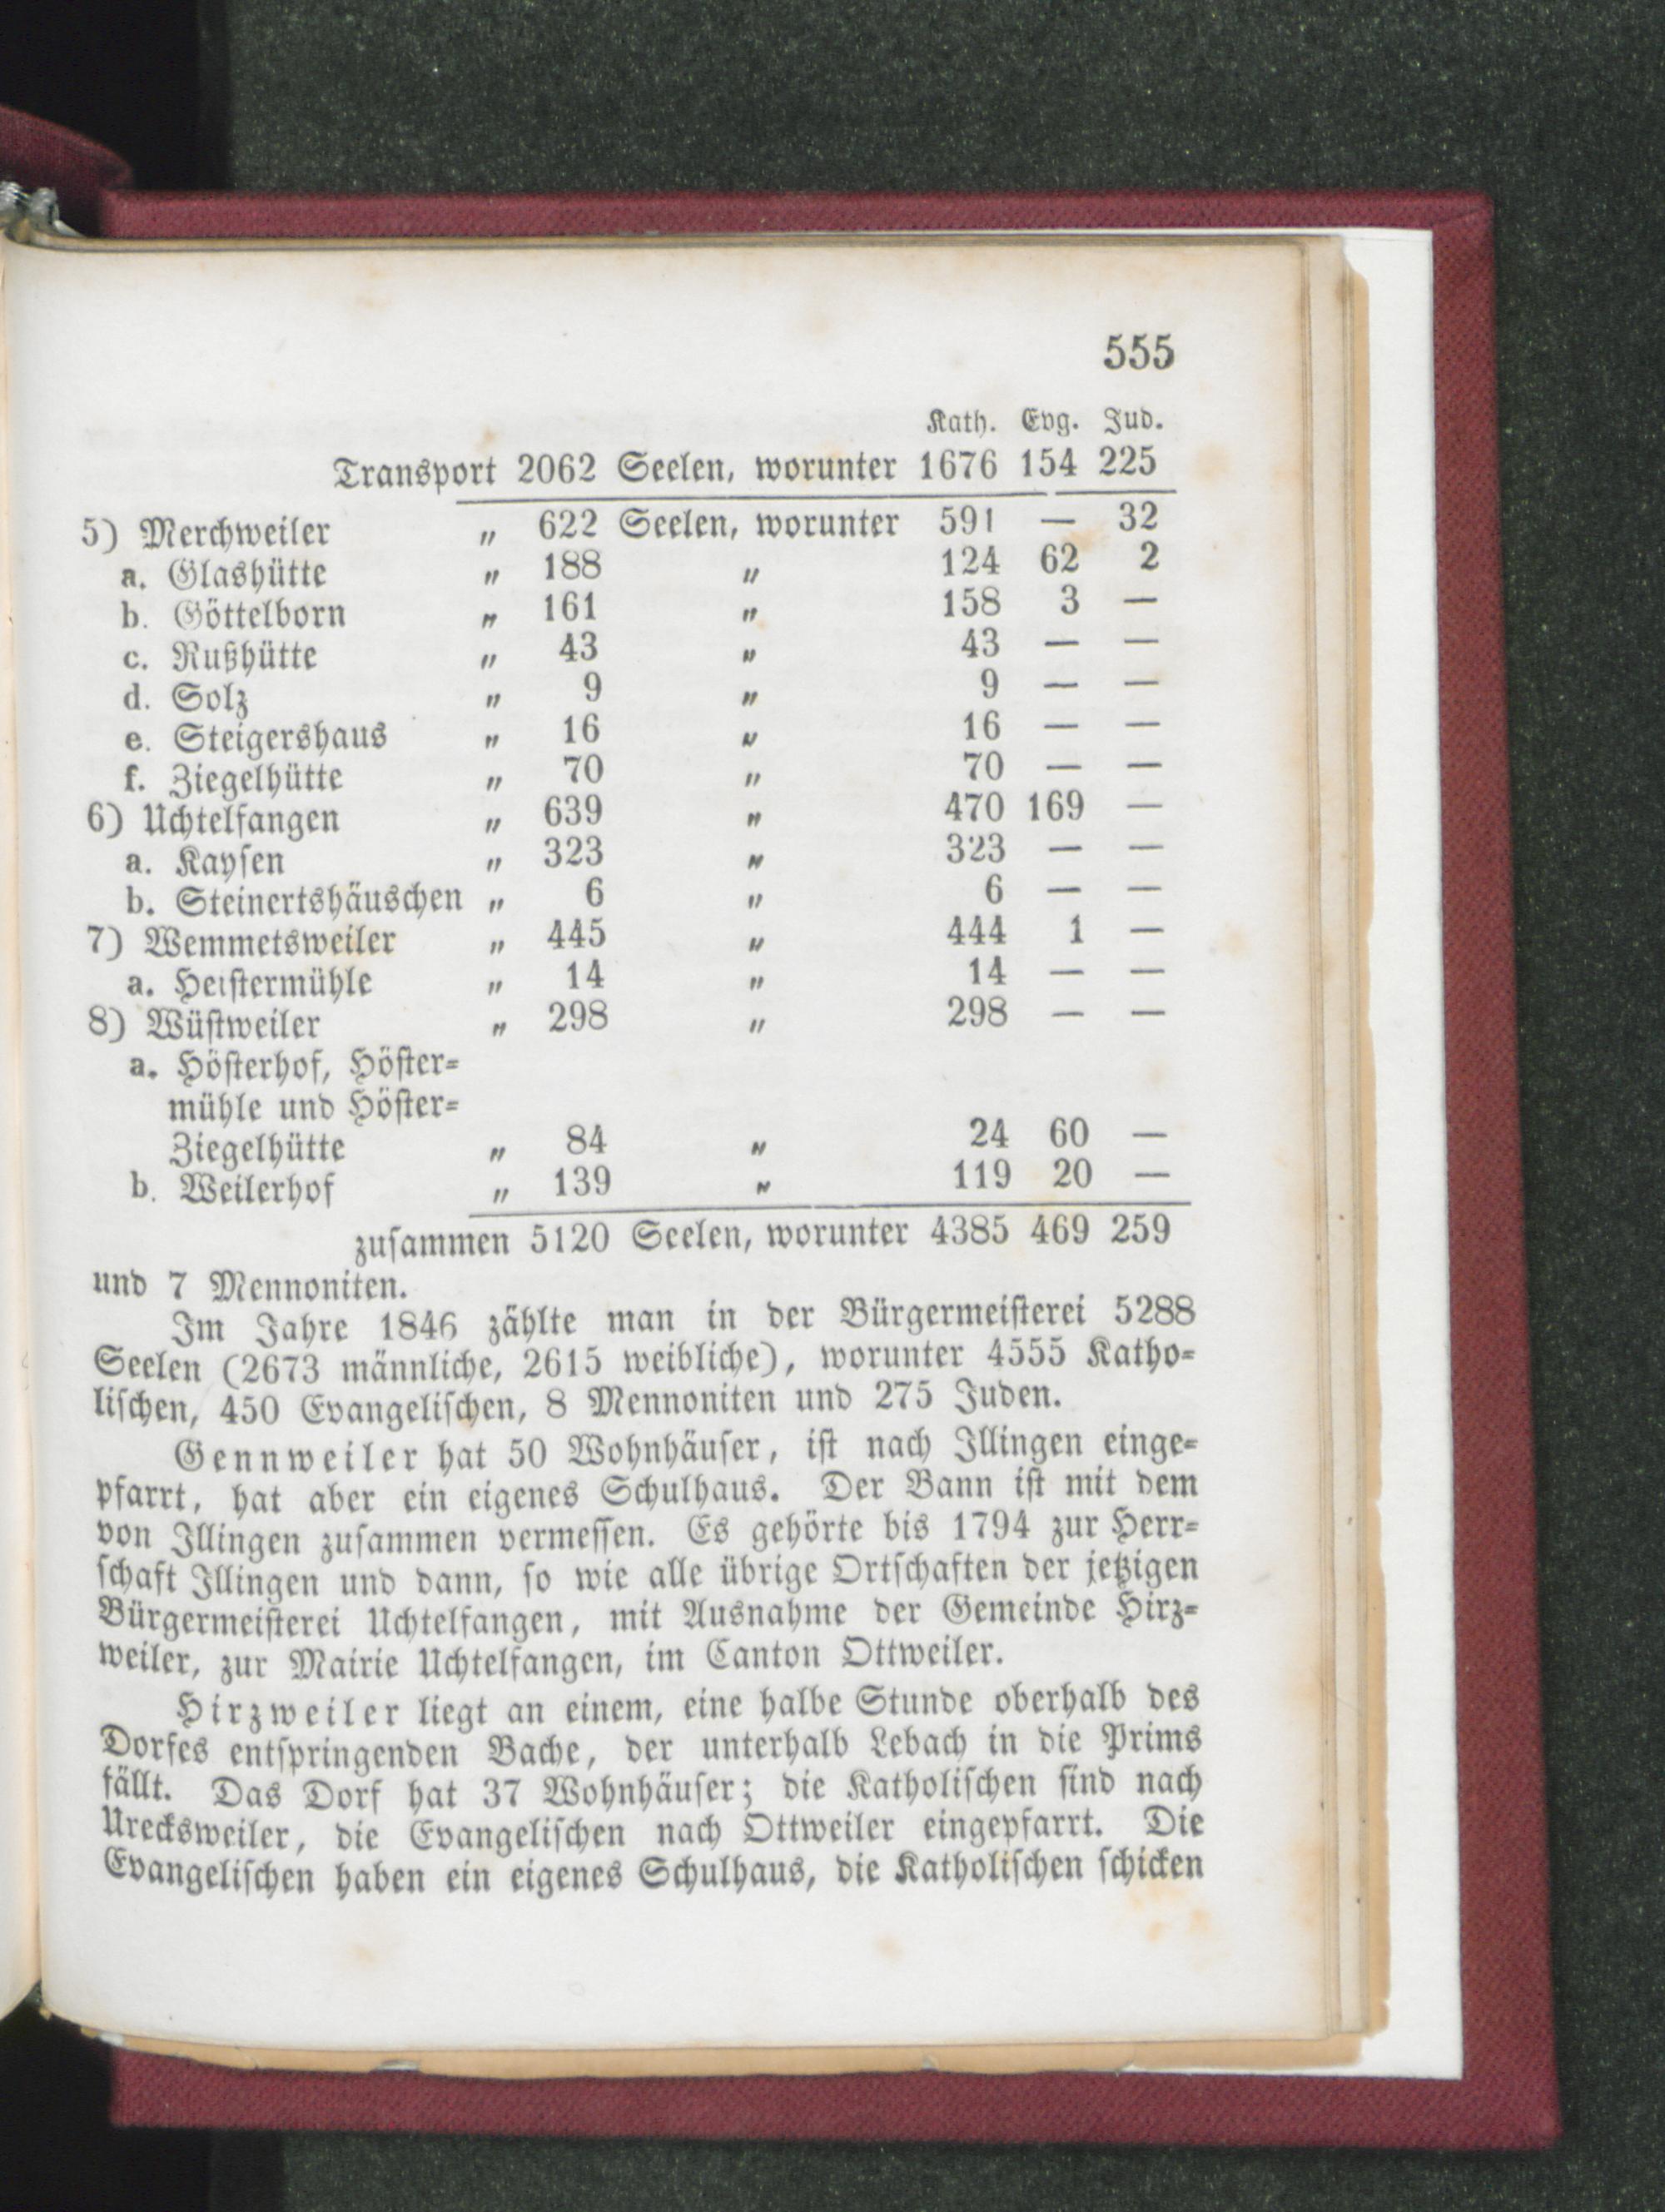 555
Kath. Evg. Jud.
Transport 2062 Seelen, worunter 1676 154 225
5) Merchweiler „ 622 Seelen, worunter 591 — 32
a. Glashütte „ 188 „ 124 62 2
b. Göttelborn „ 161 „ 158 3 —
c. Rußhütte „ 43 „ 43 — —
d. Solz „ 9 „ 9 — —
e. Steigershaus „ 16 „ 16 — —
f. Ziegelhütte „ 70 „ 70 — —
6) Uchtelfangen „ 639 „ 470 169 —
a. Kaysen „ 323 „ 323 — —
b. Steinertshäuschen „ 6 „ 6 — —
7) Wemmetsweiler „ 445 „ 444 1 —
a. Heistermühle „ 14 „ 14 — —
8) Wüstweiler „ 298 „ 298 — —
a. Hösterhof, Höster=
mühle und Höster=
Ziegelhütte „ 84 „ 24 60 —
b. Weilerhof „ 139 „ 119 20 —
zusammen 5120 Seelen, worunter 4385 469 259
und 7 Mennoniten.
Im Jahre 1846 zählte man in der Bürgermeisterei 5288
Seelen (2673 männliche, 2615 weibliche), worunter 4555 Katho=
lischen, 450 Evangelischen, 8 Mennoniten und 275 Juden.
Gennweiler hat 50 Wohnhäuser, ist nach Illingen einge=
pfarrt, hat aber ein eigenes Schulhaus. Der Bann ist mit dem
von Illingen zusammen vermessen. Es gehörte bis 1794 zur Herr=
schaft Illingen und dann, so wie alle übrige Ortschaften der jetzigen
Bürgermeisterei Uchtelfangen, mit Ausnahme der Gemeinde Hirz=
weiler, zur Mairie Uchtelfangen, im Canton Ottweiler.
Hirzweiler liegt an einem, eine halbe Stunde oberhalb des
Dorfes entspringenden Bache, der unterhalb Lebach in die Prims
fällt. Das Dorf hat 37 Wohnhäuser; die Katholischen sind nach
Urecksweiler, die Evangelischen nach Ottweiler eingepfarrt. Die
Evangelischen haben ein eigenes Schulhaus, die Katholischen schicken